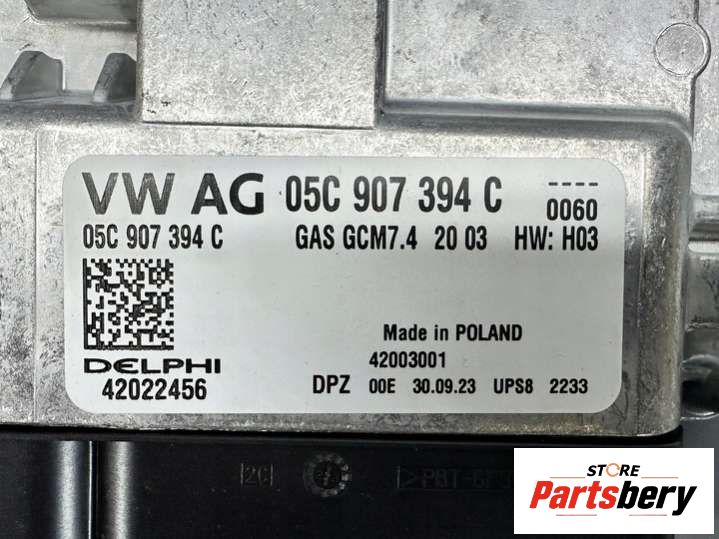 VW AG 05C 907 394 C ---- 0060
05C 907 394 C GAS GCM7.4 20 03 HW: H03
Made in POLAND
DELPHI 42003001
42022456 DPZ 00E 30.09.23 UPS8 2233
2C
STORE
Partsbery